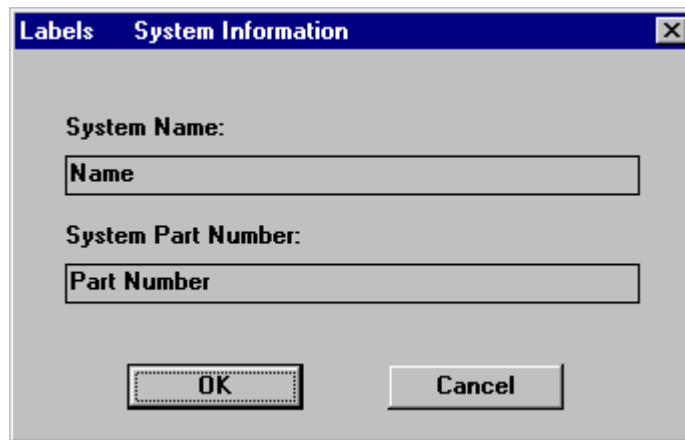 Labels System Information
System Name:
Name
System Part Number:
Part Number
OK Cancel